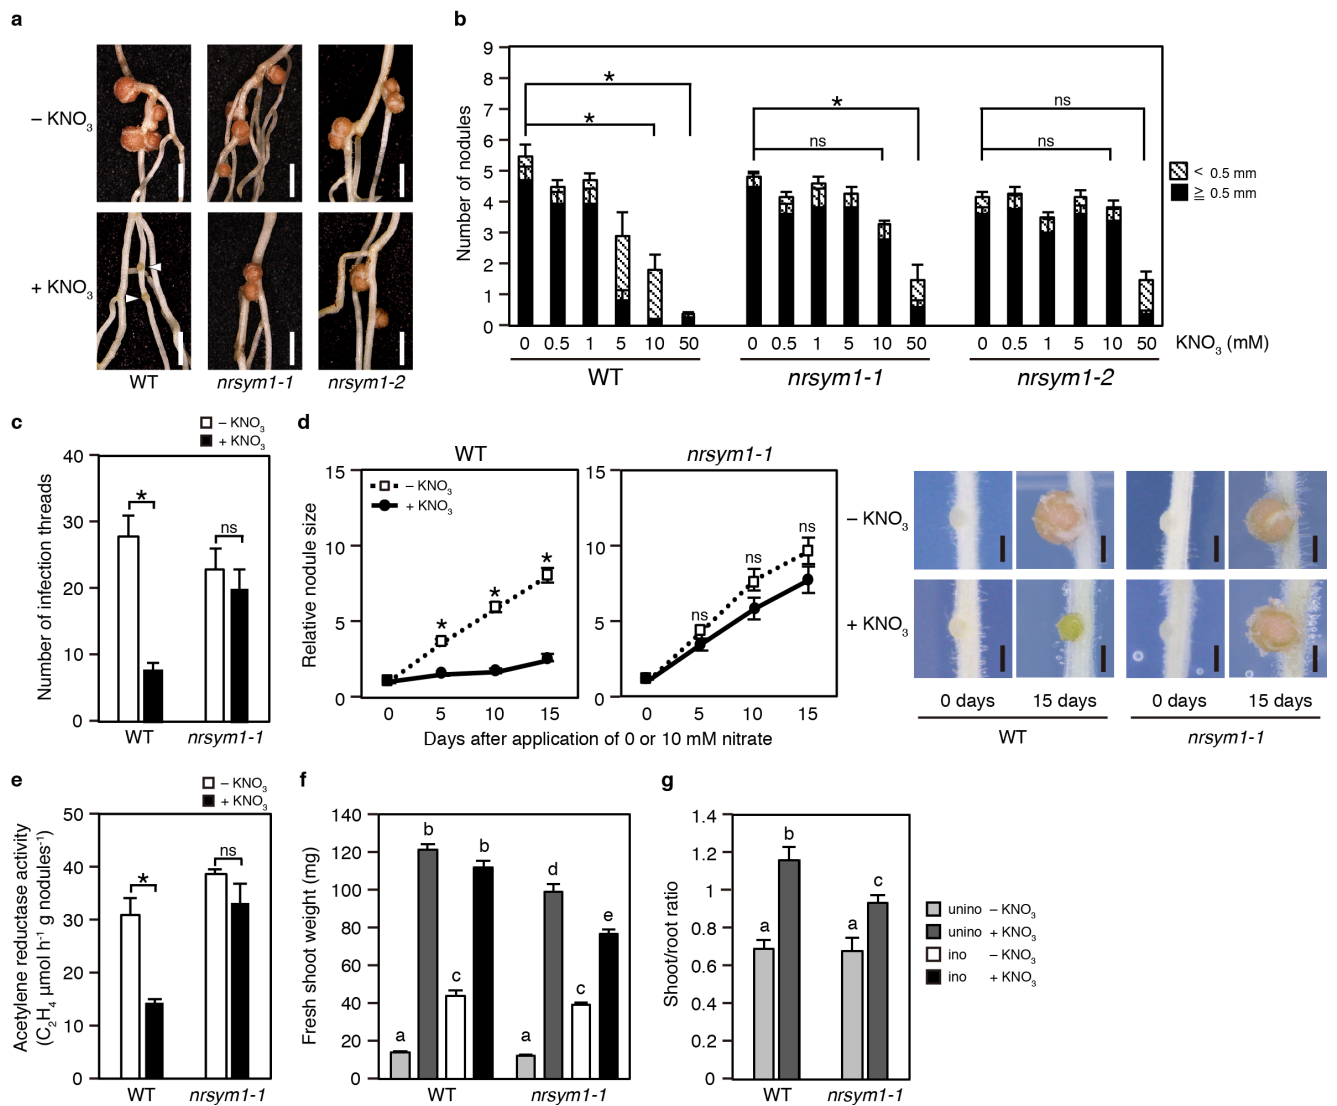 a
– KNO3
+ KNO3
WT
nrsym1-1
nrsym1-2
b
Number of nodules
9
8
7
6
5
4
3
2
1
0
*
*
*
ns
ns
ns
< 0.5 mm
≧ 0.5 mm
0 0.5 1 5 10 50
0 0.5 1 5 10 50
0 0.5 1 5 10 50
KNO3 (mM)
WT
nrsym1-1
nrsym1-2
c
– KNO3
+ KNO3
Number of infection threads
40
30
20
10
0
*
ns
WT
nrsym1-1
d
WT
nrsym1-1
Relative nodule size
15
10
5
0
– KNO3
+ KNO3
*
*
*
0 5 10 15
15
10
5
0
ns
ns
ns
0 5 10 15
Days after application of 0 or 10 mM nitrate
– KNO3
+ KNO3
0 days
15 days
0 days
15 days
WT
nrsym1-1
e
– KNO3
+ KNO3
Acetylene reductase activity
(C2H4 μmol h-1 g nodules-1)
50
40
30
20
10
0
*
ns
WT
nrsym1-1
f
Fresh shoot weight (mg)
140
120
100
80
60
40
20
0
a
b
c
b
a
d
c
e
WT
nrsym1-1
g
Shoot/root ratio
1.4
1.2
1
0.8
0.6
0.4
0.2
0
a
b
a
c
WT
nrsym1-1
unino – KNO3
unino + KNO3
ino – KNO3
ino + KNO3